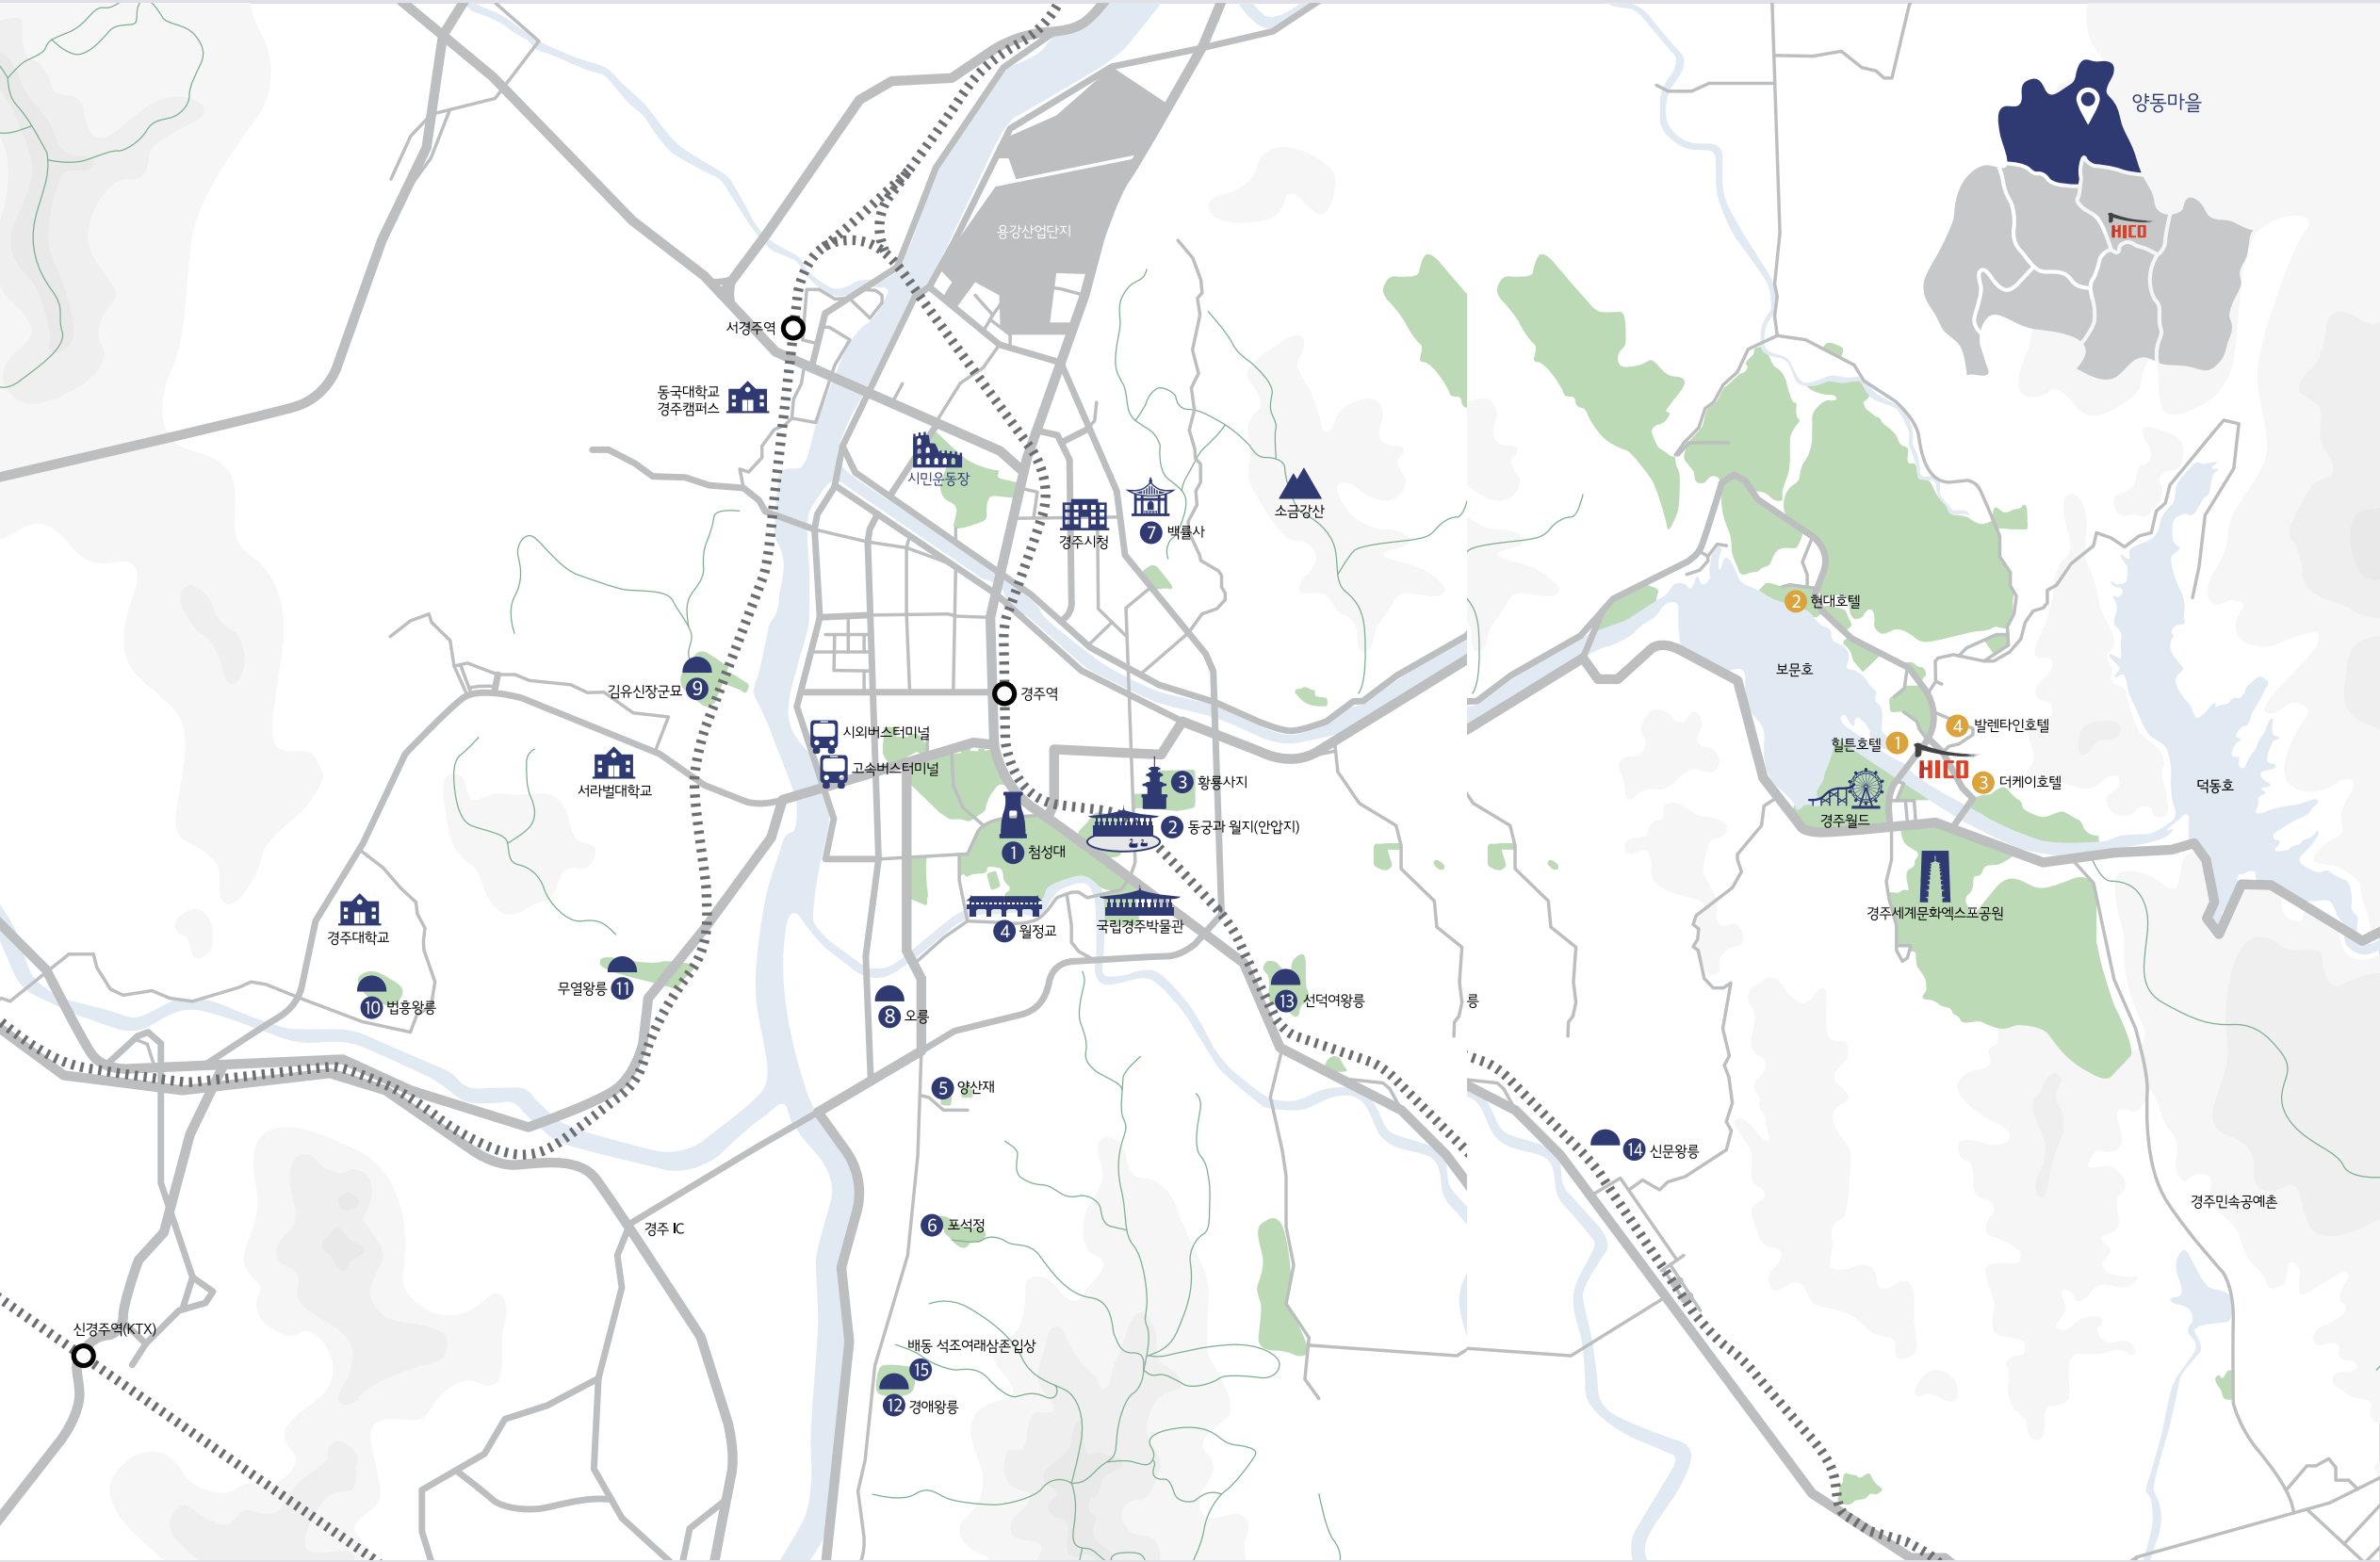 양동마을
HICO
용강산업단지
서경주역
동국대학교
경주캠퍼스
시민운동장
경주시청
7 백률사
소금강산
2 현대호텔
보문호
김유신장군묘
9
경주역
시외버스터미널
고속버스터미널
서라벌대학교
4 발렌타인호텔
힐튼호텔 1
HICO
3 더케이호텔
덕동호
경주월드
3 황룡사지
2 동궁과 월지(안압지)
1 첨성대
경주세계문화엑스포공원
국립경주박물관
4 월정교
경주대학교
무열왕릉 11
10 법흥왕릉
8 오릉
13 선덕여왕릉
릉
5 양산재
14 신문왕릉
경주민속공예촌
6 포석정
경주 IC
신경주역(KTX)
배동 석조여래삼존입상
15
12 경애왕릉